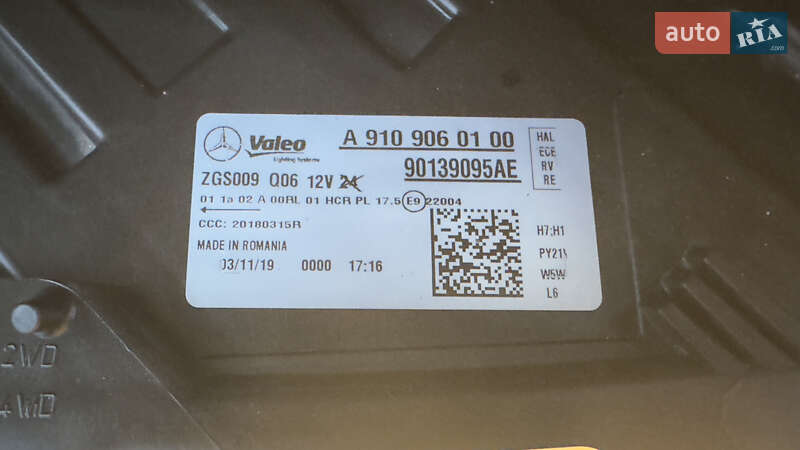 auto RIA .com
Valeo
Lighting Systems
A 910 906 01 00
90139095AE
HAL
ECE
RV
RE
ZGS009 Q06 12V 24
01 1a 02 A 00RL 01 HCR PL 17.5 E9 22004
CCC: 20180315R
MADE IN ROMANIA
03/11/19 0000 17:16
H7;H1
PY21W
W5W
L6
2WD
4WD